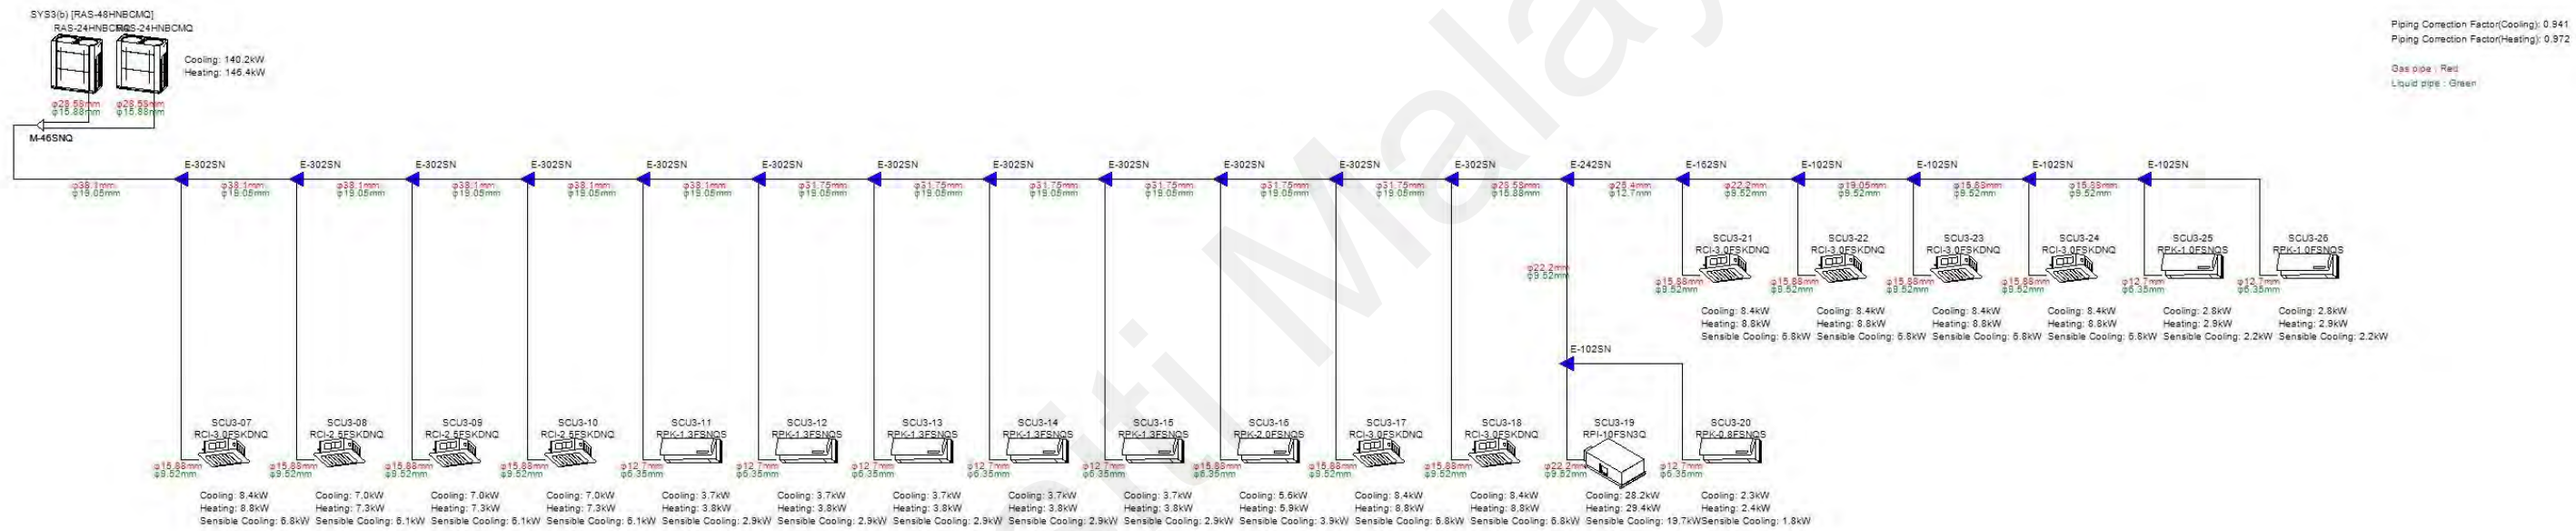 SYS3(b) [RAS-48HNBCMQ]
RAS-24HNBCMQ RAS-24HNBCMQ
Cooling: 140.2kW
Heating: 146.4kW
φ28.58mm φ28.58mm
φ15.88mm φ15.88mm
M-46SNQ
Piping Correction Factor(Cooling): 0.941
Piping Correction Factor(Heating): 0.972
Gas pipe : Red
Liquid pipe : Green
E-302SN E-302SN E-302SN E-302SN E-302SN E-302SN E-302SN E-302SN E-302SN E-302SN E-302SN E-302SN E-242SN E-162SN E-102SN E-102SN E-102SN E-102SN
φ38.1mm φ38.1mm φ38.1mm φ38.1mm φ38.1mm φ38.1mm φ31.75mm φ31.75mm φ31.75mm φ31.75mm φ31.75mm φ28.58mm φ25.4mm φ22.2mm φ19.05mm φ15.88mm φ15.88mm
φ19.05mm φ19.05mm φ19.05mm φ19.05mm φ19.05mm φ19.05mm φ19.05mm φ19.05mm φ19.05mm φ19.05mm φ19.05mm φ15.88mm φ12.7mm φ9.52mm φ9.52mm φ9.52mm φ9.52mm
SCU3-21 SCU3-22 SCU3-23 SCU3-24 SCU3-25 SCU3-26
RCI-3.0FSKDNQ RCI-3.0FSKDNQ RCI-3.0FSKDNQ RCI-3.0FSKDNQ RPK-1.0FSNQS RPK-1.0FSNQS
φ22.2mm
φ9.52mm
φ15.88mm φ15.88mm φ15.88mm φ15.88mm φ12.7mm φ12.7mm
φ9.52mm φ9.52mm φ9.52mm φ9.52mm φ6.35mm φ6.35mm
Cooling: 8.4kW Cooling: 8.4kW Cooling: 8.4kW Cooling: 8.4kW Cooling: 2.8kW Cooling: 2.8kW
Heating: 8.8kW Heating: 8.8kW Heating: 8.8kW Heating: 8.8kW Heating: 2.9kW Heating: 2.9kW
Sensible Cooling: 6.8kW Sensible Cooling: 6.8kW Sensible Cooling: 6.8kW Sensible Cooling: 6.8kW Sensible Cooling: 2.2kW Sensible Cooling: 2.2kW
E-102SN
SCU3-07 SCU3-08 SCU3-09 SCU3-10 SCU3-11 SCU3-12 SCU3-13 SCU3-14 SCU3-15 SCU3-16 SCU3-17 SCU3-18 SCU3-19 SCU3-20
RCI-3.0FSKDNQ RCI-2.5FSKDNQ RCI-2.5FSKDNQ RCI-2.5FSKDNQ RPK-1.3FSNQS RPK-1.3FSNQS RPK-1.3FSNQS RPK-1.3FSNQS RPK-1.3FSNQS RPK-2.0FSNQS RCI-3.0FSKDNQ RCI-3.0FSKDNQ RPI-10FSN3Q RPK-0.8FSNQS
φ15.88mm φ15.88mm φ15.88mm φ15.88mm φ12.7mm φ12.7mm φ12.7mm φ12.7mm φ12.7mm φ15.88mm φ15.88mm φ15.88mm φ22.2mm φ12.7mm
φ9.52mm φ9.52mm φ9.52mm φ9.52mm φ6.35mm φ6.35mm φ6.35mm φ6.35mm φ6.35mm φ6.35mm φ9.52mm φ9.52mm φ9.52mm φ6.35mm
Cooling: 8.4kW Cooling: 7.0kW Cooling: 7.0kW Cooling: 7.0kW Cooling: 3.7kW Cooling: 3.7kW Cooling: 3.7kW Cooling: 3.7kW Cooling: 3.7kW Cooling: 5.6kW Cooling: 8.4kW Cooling: 8.4kW Cooling: 28.2kW Cooling: 2.3kW
Heating: 8.8kW Heating: 7.3kW Heating: 7.3kW Heating: 7.3kW Heating: 3.8kW Heating: 3.8kW Heating: 3.8kW Heating: 3.8kW Heating: 3.8kW Heating: 5.9kW Heating: 8.8kW Heating: 8.8kW Heating: 29.4kW Heating: 2.4kW
Sensible Cooling: 6.8kW Sensible Cooling: 6.1kW Sensible Cooling: 6.1kW Sensible Cooling: 6.1kW Sensible Cooling: 2.9kW Sensible Cooling: 2.9kW Sensible Cooling: 2.9kW Sensible Cooling: 2.9kW Sensible Cooling: 2.9kW Sensible Cooling: 3.9kW Sensible Cooling: 6.8kW Sensible Cooling: 6.8kW Sensible Cooling: 19.7kW Sensible Cooling: 1.8kW